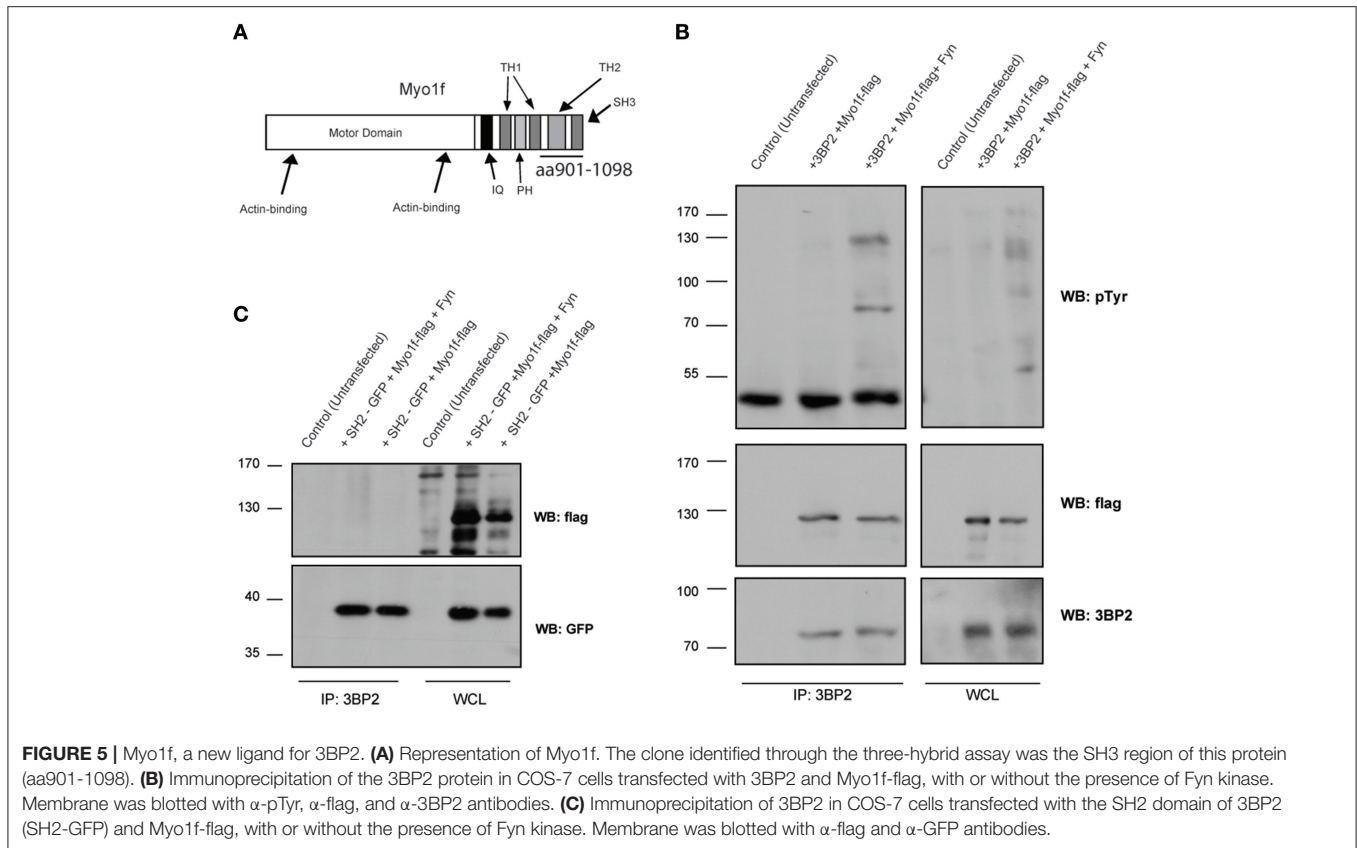 A
Myo1f
TH1
TH2
SH3
Motor Domain
aa901-1098
IQ
PH
Actin-binding
Actin-binding
B
Control (Untransfected)
+3BP2 +Myo1f-flag
+3BP2 + Myo1f-flag+ Fyn
Control (Untransfected)
+3BP2 +Myo1f-flag
+3BP2 + Myo1f-flag + Fyn
170
130
100
70
55
WB: pTyr
170
130
WB: flag
100
70
WB: 3BP2
IP: 3BP2
WCL
C
Control (Untransfected)
+ SH2 - GFP + Myo1f-flag + Fyn
+ SH2 - GFP + Myo1f-flag
Control (Untransfected)
+ SH2 - GFP +Myo1f-flag + Fyn
+ SH2 - GFP +Myo1f-flag
170
130
WB: flag
40
35
WB: GFP
IP: 3BP2
WCL
FIGURE 5 | Myo1f, a new ligand for 3BP2. (A) Representation of Myo1f. The clone identified through the three-hybrid assay was the SH3 region of this protein
(aa901-1098). (B) Immunoprecipitation of the 3BP2 protein in COS-7 cells transfected with 3BP2 and Myo1f-flag, with or without the presence of Fyn kinase.
Membrane was blotted with α-pTyr, α-flag, and α-3BP2 antibodies. (C) Immunoprecipitation of 3BP2 in COS-7 cells transfected with the SH2 domain of 3BP2
(SH2-GFP) and Myo1f-flag, with or without the presence of Fyn kinase. Membrane was blotted with α-flag and α-GFP antibodies.